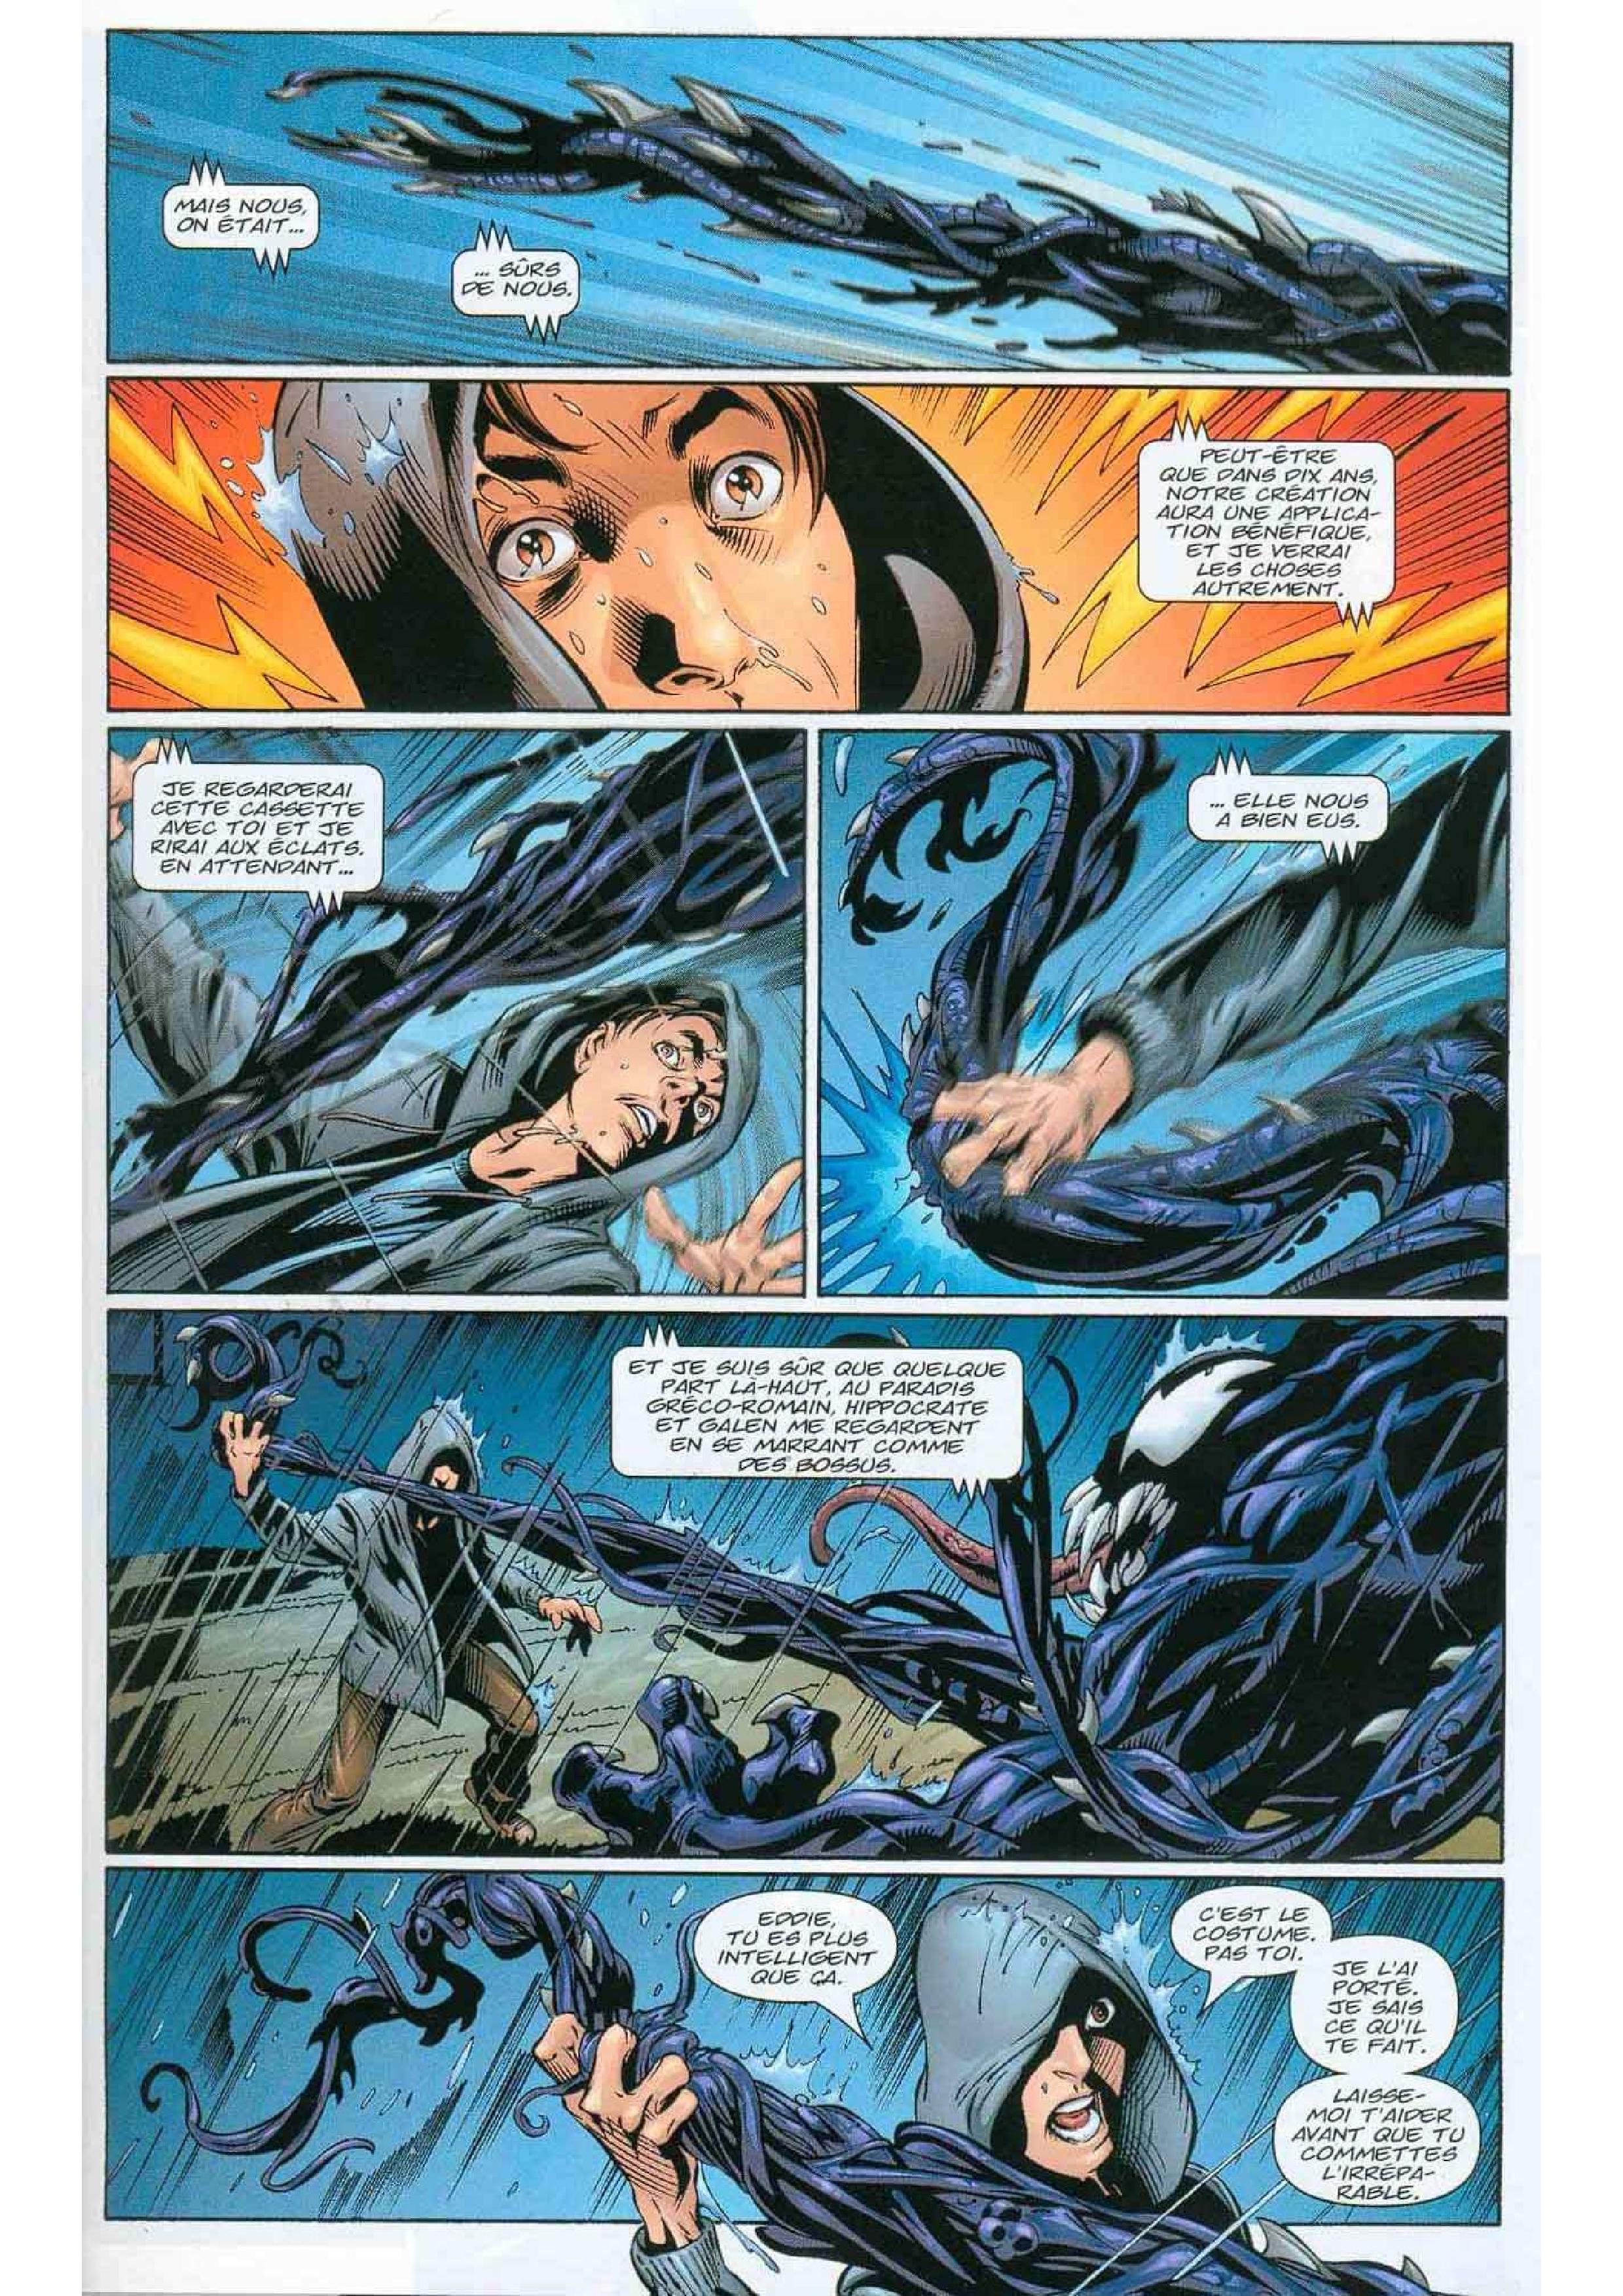 MAIS NOUS,
ON ÉTAIT...
... SÛRS
DE NOUS.
PEUT-ÊTRE
QUE DANS DIX ANS,
NOTRE CRÉATION
AURA UNE APPLICA-
TION BÉNÉFIQUE,
ET JE VERRAI
LES CHOSES
AUTREMENT.
JE REGARDERAI
CETTE CASSETTE
AVEC TOI ET JE
RIRAI AUX ÉCLATS.
EN ATTENDANT...
... ELLE NOUS
A BIEN EUS.
ET JE SUIS SÛR QUE QUELQUE
PART LÀ-HAUT, AU PARADIS
GRÉCO-ROMAIN, HIPPOCRATE
ET GALEN ME REGARDENT
EN SE MARRANT COMME
DES BOSSUS.
EDDIE,
TU ES PLUS
INTELLIGENT
QUE ÇA.
C'EST LE
COSTUME.
PAS TOI.
JE L'AI
PORTÉ.
JE SAIS
CE QU'IL
TE FAIT.
LAISSE-
MOI T'AIDER
AVANT QUE TU
COMMETTES
L'IRRÉPA-
RABLE.